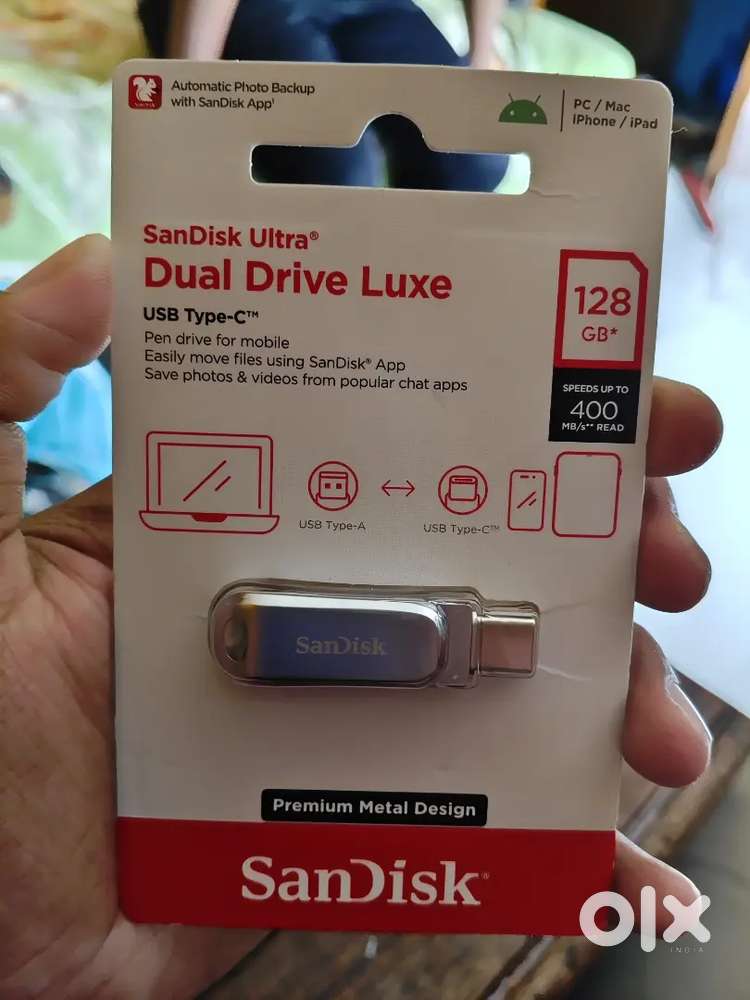 Automatic Photo Backup
with SanDisk App¹
PC / Mac
iPhone / iPad
SanDisk Ultra®
Dual Drive Luxe
USB Type-C™
Pen drive for mobile
Easily move files using SanDisk® App
Save photos & videos from popular chat apps
128
GB*
SPEEDS UP TO
400
MB/s** READ
USB Type-A
USB Type-C™
SanDisk
Premium Metal Design
SanDisk®
olx
INDIA